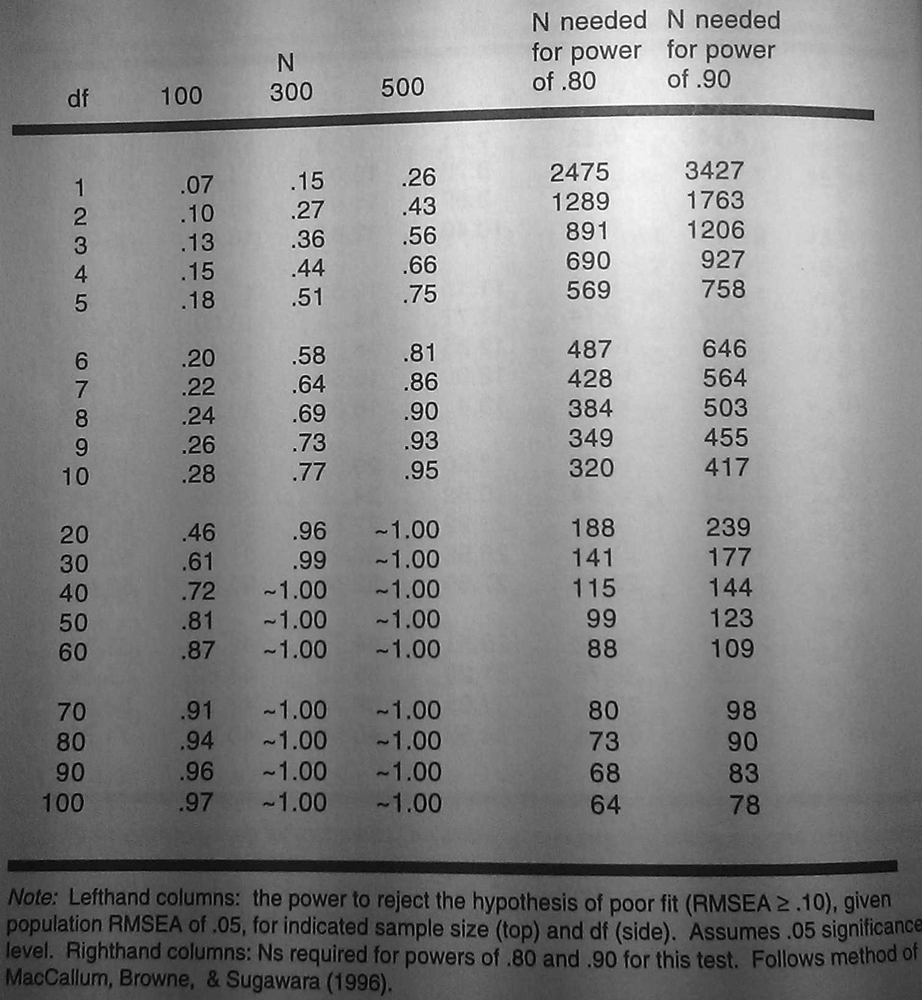 N needed N needed
for power for power
N
df 100 300 500 of .80 of .90
1 .07 .15 .26 2475 3427
2 .10 .27 .43 1289 1763
3 .13 .36 .56 891 1206
4 .15 .44 .66 690 927
5 .18 .51 .75 569 758
6 .20 .58 .81 487 646
7 .22 .64 .86 428 564
8 .24 .69 .90 384 503
9 .26 .73 .93 349 455
10 .28 .77 .95 320 417
20 .46 .96 ~1.00 188 239
30 .61 .99 ~1.00 141 177
40 .72 ~1.00 ~1.00 115 144
50 .81 ~1.00 ~1.00 99 123
60 .87 ~1.00 ~1.00 88 109
70 .91 ~1.00 ~1.00 80 98
80 .94 ~1.00 ~1.00 73 90
90 .96 ~1.00 ~1.00 68 83
100 .97 ~1.00 ~1.00 64 78
Note: Lefthand columns: the power to reject the hypothesis of poor fit (RMSEA ≥ .10), given
population RMSEA of .05, for indicated sample size (top) and df (side). Assumes .05 significance
level. Righthand columns: Ns required for powers of .80 and .90 for this test. Follows method of
MacCallum, Browne, & Sugawara (1996).